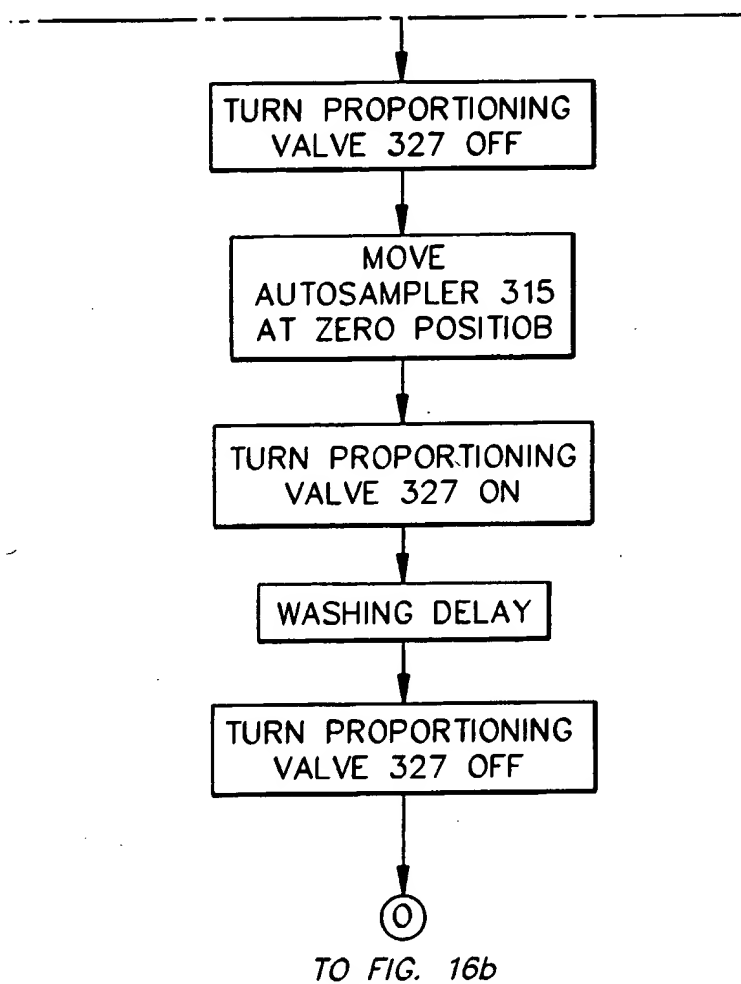 TURN PROPORTIONING
VALVE 327 OFF
MOVE
AUTOSAMPLER 315
AT ZERO POSITIOB
TURN PROPORTIONING
VALVE 327 ON
WASHING DELAY
TURN PROPORTIONING
VALVE 327 OFF
O
TO FIG. 16b